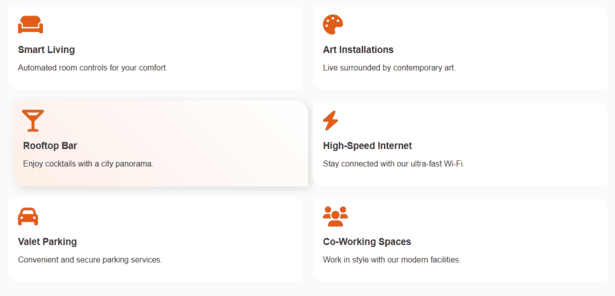 Smart Living
Automated room controls for your comfort.
Art Installations
Live surrounded by contemporary art.
Rooftop Bar
Enjoy cocktails with a city panorama.
High-Speed Internet
Stay connected with our ultra-fast Wi-Fi.
Valet Parking
Convenient and secure parking services.
Co-Working Spaces
Work in style with our modern facilities.